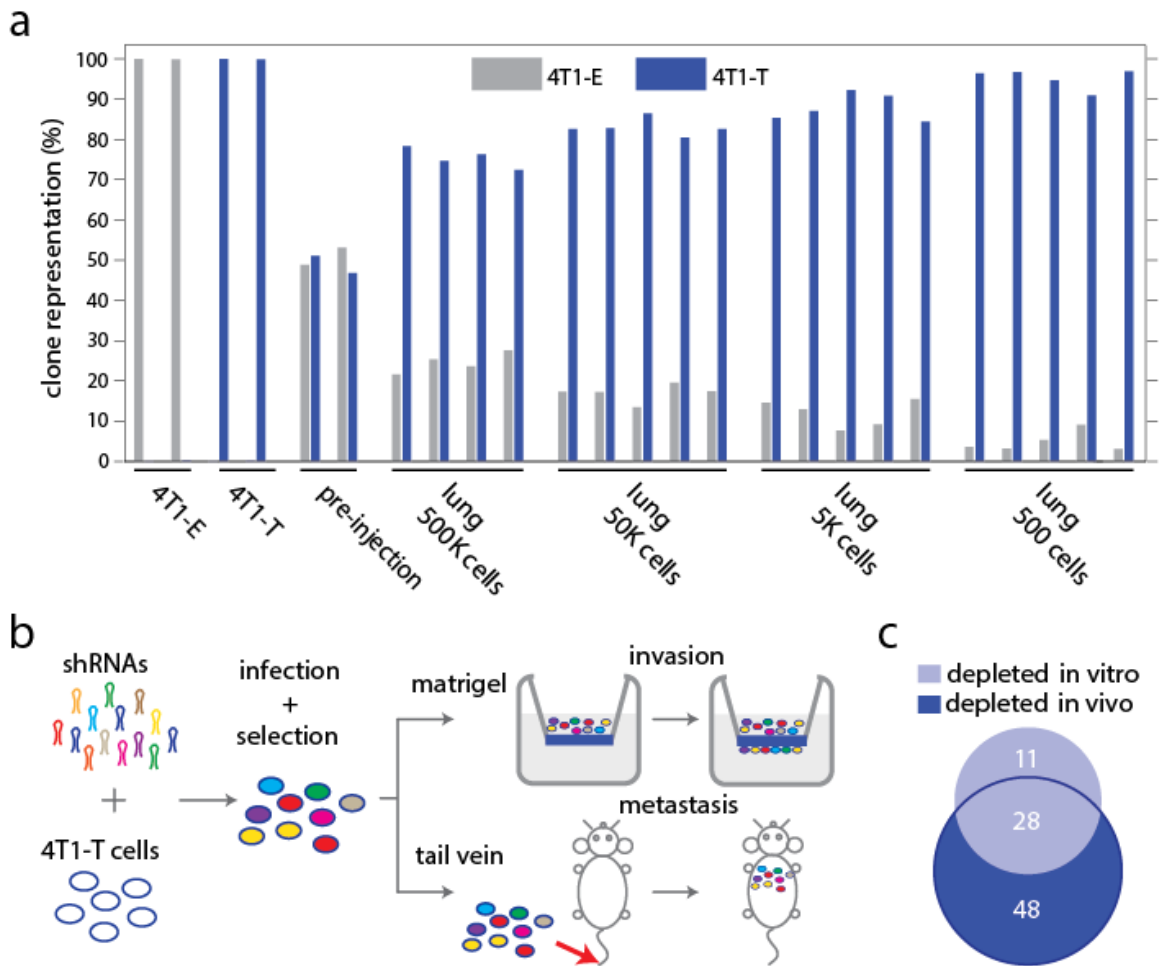 a
4T1-E
4T1-T
clone representation (%)
100
90
80
70
60
50
40
30
20
10
0
4T1-E
4T1-T
pre-injection
lung
500K cells
lung
50K cells
lung
5K cells
lung
500 cells
b
shRNAs
+
4T1-T cells
infection
+
selection
matrigel
invasion
tail vein
metastasis
c
depleted in vitro
depleted in vivo
11
28
48